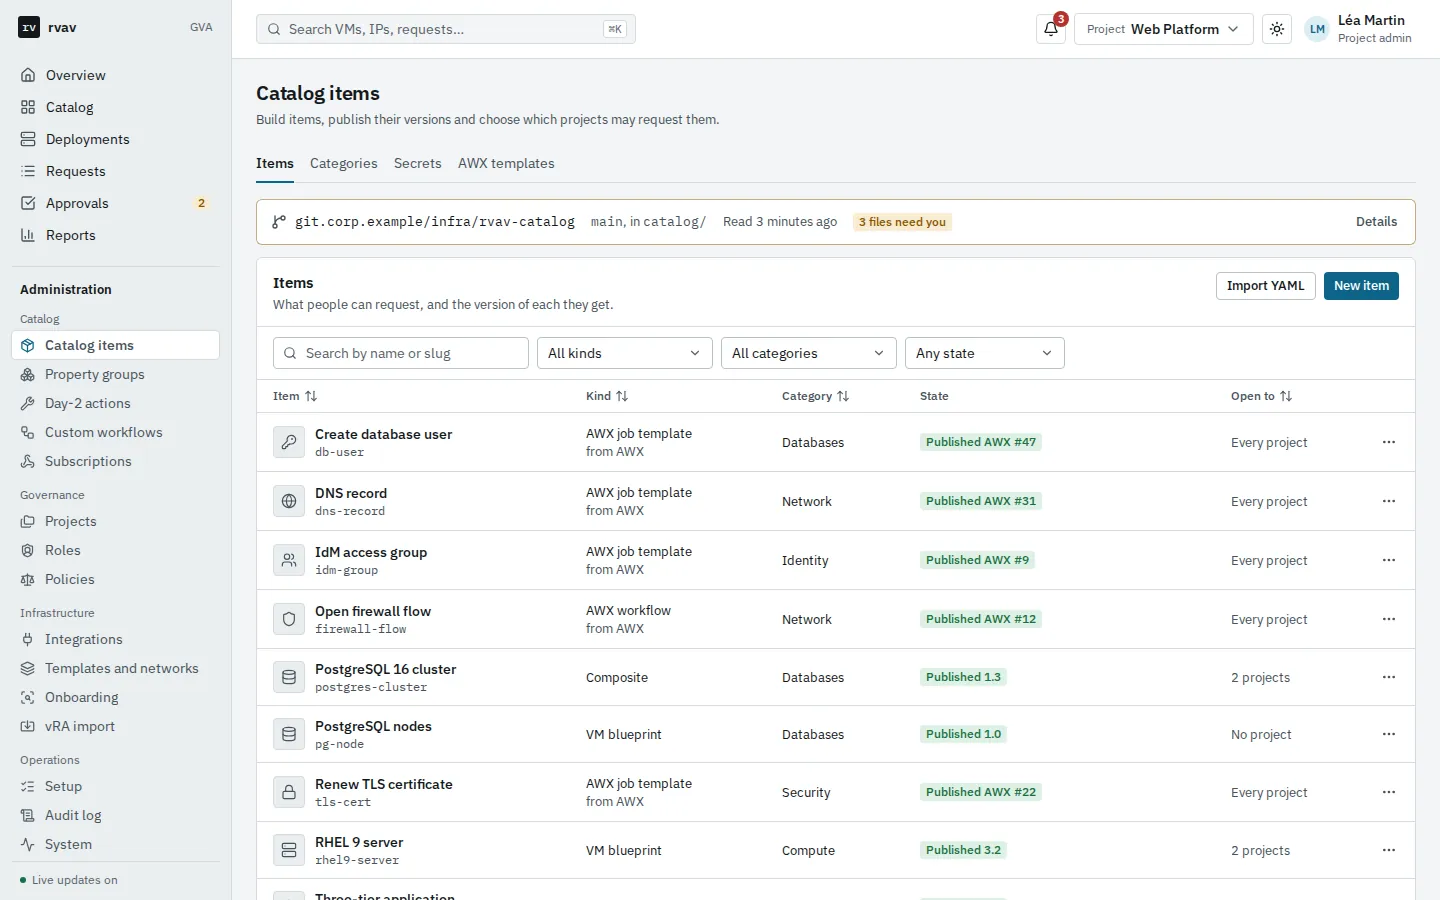 rv rvav GVA
Search VMs, IPs, requests... ⌘K
3
Project Web Platform
LM
Léa Martin
Project admin
Overview
Catalog
Deployments
Requests
Approvals 2
Reports
Administration
Catalog
Catalog items
Property groups
Day-2 actions
Custom workflows
Subscriptions
Governance
Projects
Roles
Policies
Infrastructure
Integrations
Templates and networks
Onboarding
vRA import
Operations
Setup
Audit log
System
Live updates on
Catalog items
Build items, publish their versions and choose which projects may request them.
Items Categories Secrets AWX templates
git.corp.example/infra/rvav-catalog main, in catalog/ Read 3 minutes ago 3 files need you Details
Items
What people can request, and the version of each they get.
Import YAML New item
Search by name or slug All kinds All categories Any state
Item Kind Category State Open to
Create database user
db-user
AWX job template
from AWX
Databases Published AWX #47 Every project
DNS record
dns-record
AWX job template
from AWX
Network Published AWX #31 Every project
IdM access group
idm-group
AWX job template
from AWX
Identity Published AWX #9 Every project
Open firewall flow
firewall-flow
AWX workflow
from AWX
Network Published AWX #12 Every project
PostgreSQL 16 cluster
postgres-cluster
Composite Databases Published 1.3 2 projects
PostgreSQL nodes
pg-node
VM blueprint Databases Published 1.0 No project
Renew TLS certificate
tls-cert
AWX job template
from AWX
Security Published AWX #22 Every project
RHEL 9 server
rhel9-server
VM blueprint Compute Published 3.2 2 projects
Three-tier application